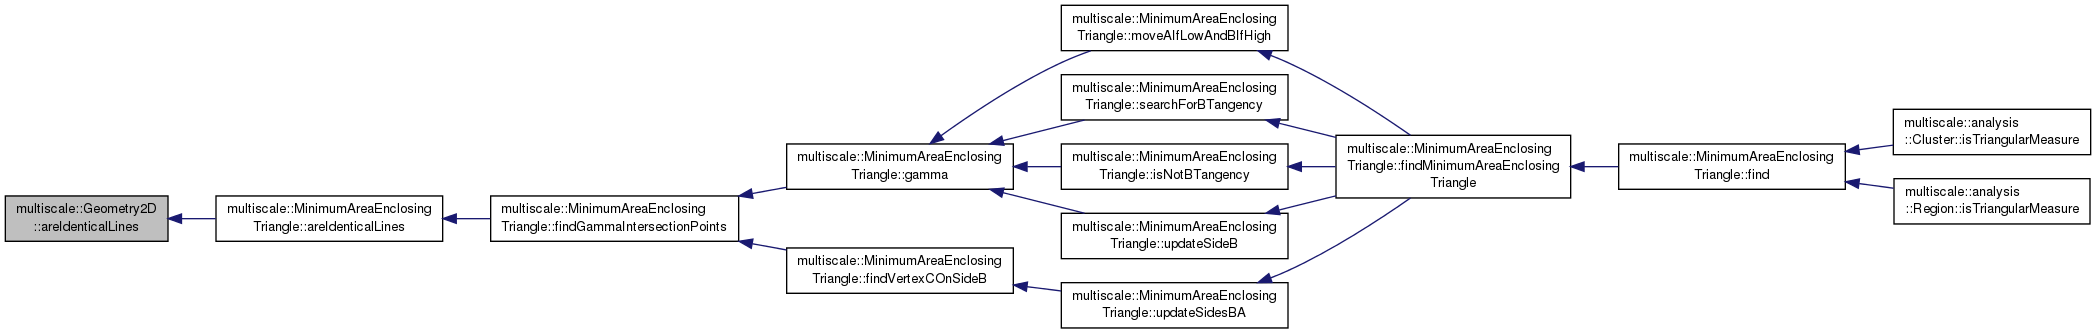 multiscale::Geometry2D
::areIdenticalLines
multiscale::MinimumAreaEnclosing
Triangle::areIdenticalLines
multiscale::MinimumAreaEnclosing
Triangle::findGammaIntersectionPoints
multiscale::MinimumAreaEnclosing
Triangle::gamma
multiscale::MinimumAreaEnclosing
Triangle::findVertexCOnSideB
multiscale::MinimumAreaEnclosing
Triangle::moveAIfLowAndBIfHigh
multiscale::MinimumAreaEnclosing
Triangle::searchForBTangency
multiscale::MinimumAreaEnclosing
Triangle::isNotBTangency
multiscale::MinimumAreaEnclosing
Triangle::updateSideB
multiscale::MinimumAreaEnclosing
Triangle::updateSidesBA
multiscale::MinimumAreaEnclosing
Triangle::findMinimumAreaEnclosing
Triangle
multiscale::MinimumAreaEnclosing
Triangle::find
multiscale::analysis
::Cluster::isTriangularMeasure
multiscale::analysis
::Region::isTriangularMeasure